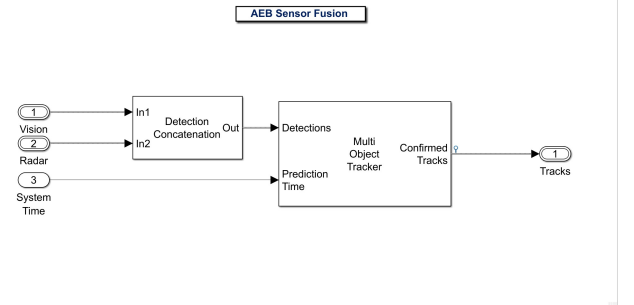 AEB Sensor Fusion
1
Vision
2
Radar
3
System
Time
In1
In2
Detection
Concatenation
Out
Detections
Prediction
Time
Multi
Object
Tracker
Confirmed
Tracks
1
Tracks